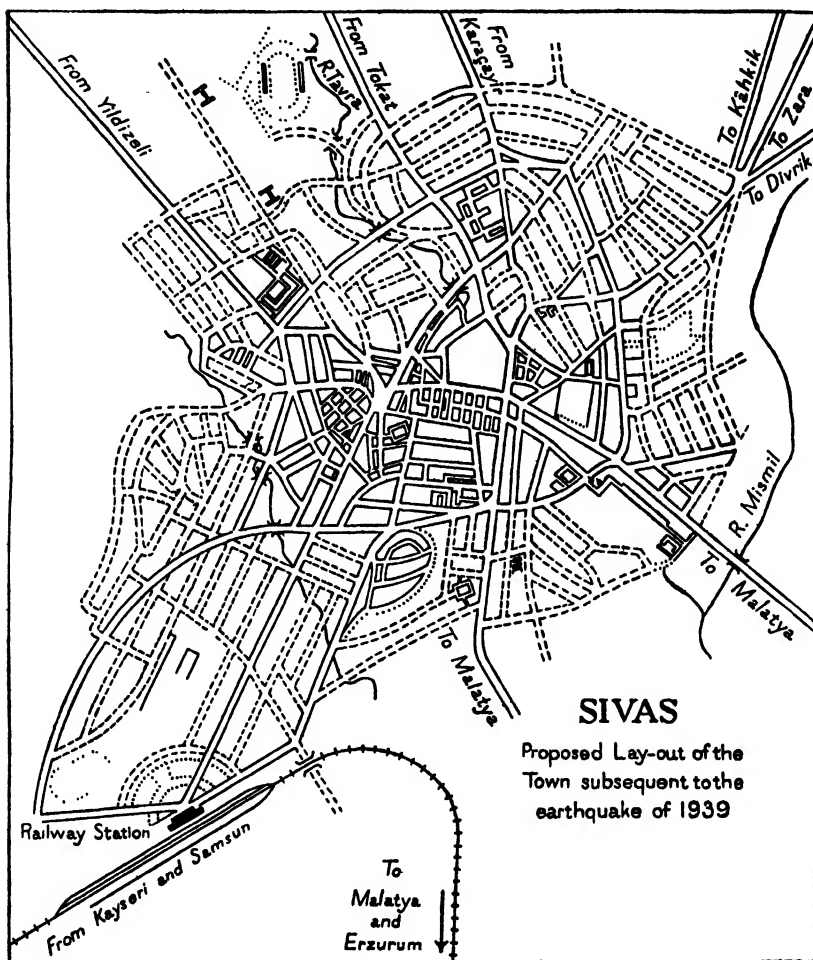 From Yildizeli
H
H
R. Tavra
From Tokat
From
Karaçayir
To Kâhkik
To Zara
To Divrik
R. Mismil
To
Malatya
To Malatya
SIVAS
Proposed Lay-out of the
Town subsequent to the
earthquake of 1939
Railway Station
From Kayseri and Samsun
To
Malatya
and
Erzurum